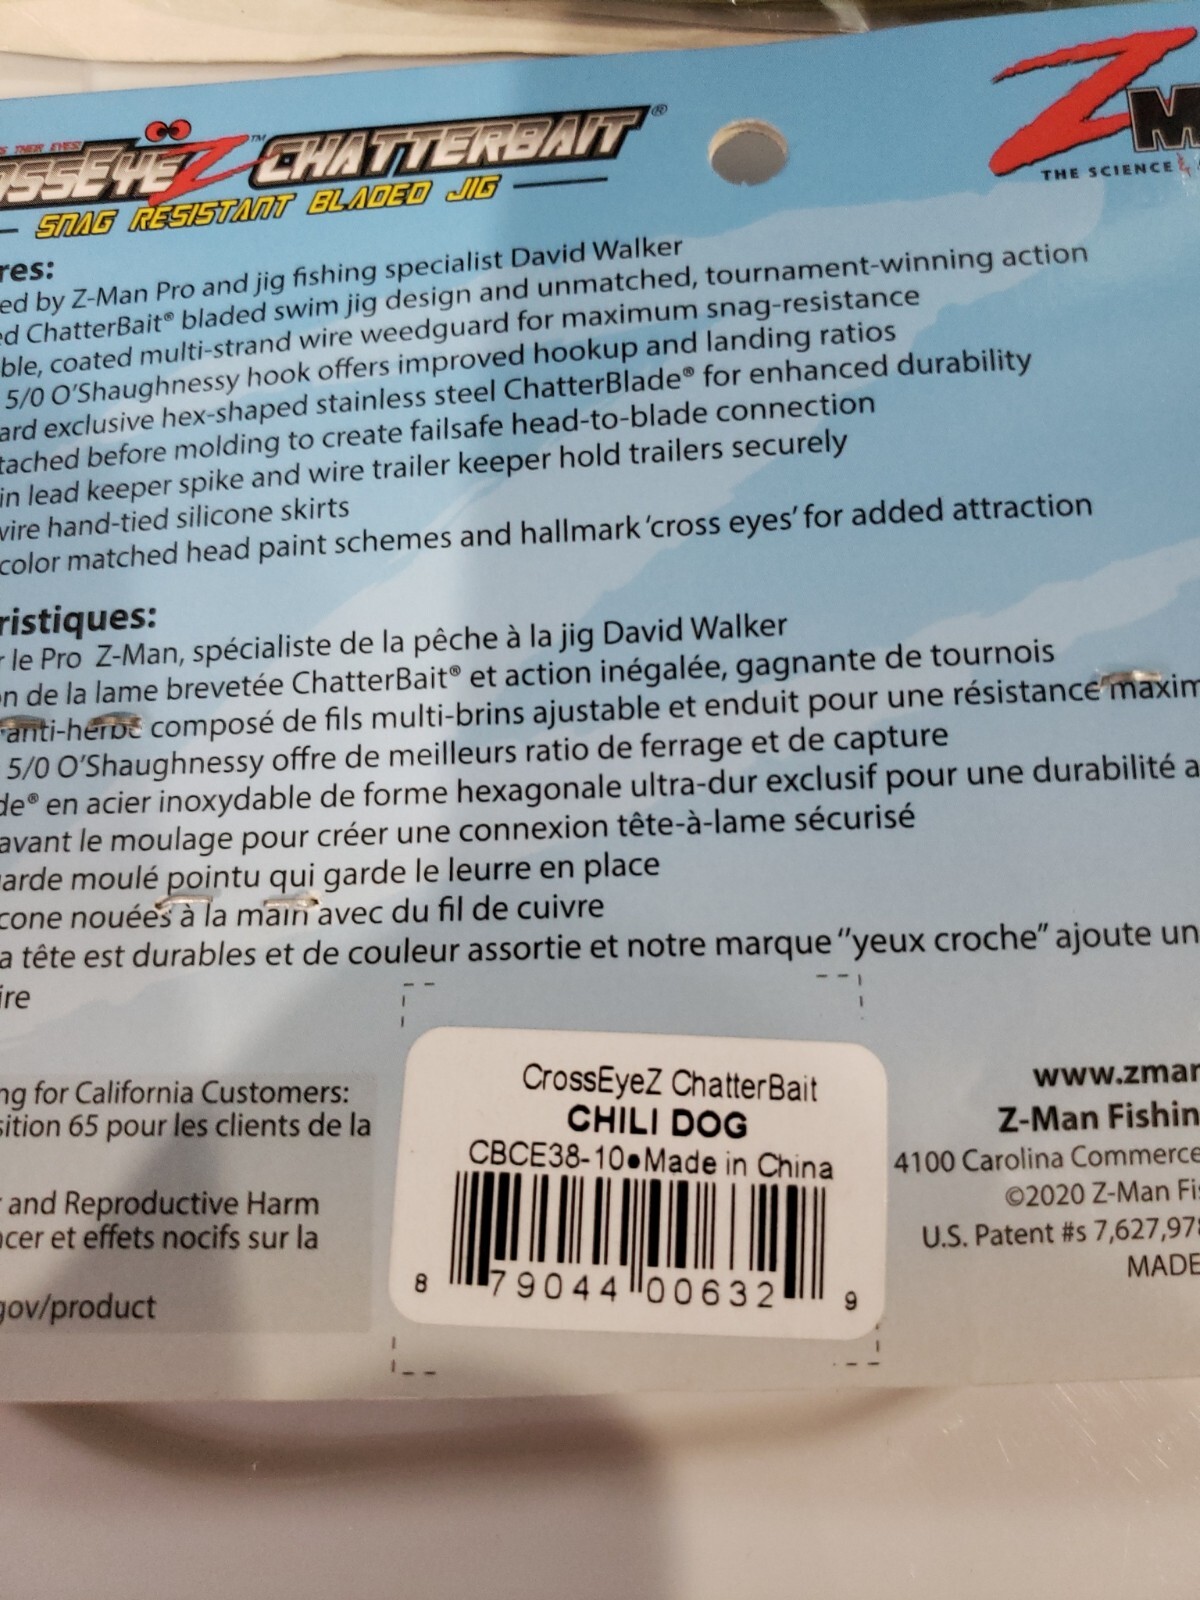 CHATTERBAIT®
SNAG RESISTANT BLADED JIG
Z-M
THE SCIENCE
res:
ed by Z-Man Pro and jig fishing specialist David Walker
ed ChatterBait® bladed swim jig design and unmatched, tournament-winning action
ble, coated multi-strand wire weedguard for maximum snag-resistance
5/0 O'Shaughnessy hook offers improved hookup and landing ratios
ard exclusive hex-shaped stainless steel ChatterBlade® for enhanced durability
tached before molding to create failsafe head-to-blade connection
in lead keeper spike and wire trailer keeper hold trailers securely
wire hand-tied silicone skirts
color matched head paint schemes and hallmark 'cross eyes' for added attraction
ristiques:
r le Pro Z-Man, spécialiste de la pêche à la jig David Walker
on de la lame brevetée ChatterBait® et action inégalée, gagnante de tournois
anti-herbe composé de fils multi-brins ajustable et enduit pour une résistance maxim
5/0 O'Shaughnessy offre de meilleurs ratio de ferrage et de capture
de® en acier inoxydable de forme hexagonale ultra-dur exclusif pour une durabilité a
avant le moulage pour créer une connexion tête-à-lame sécurisé
arde moulé pointu qui garde le leurre en place
cone nouées à la main avec du fil de cuivre
a tête est durables et de couleur assortie et notre marque "yeux croche" ajoute un
ire
ng for California Customers:
sition 65 pour les clients de la
r and Reproductive Harm
ncer et effets nocifs sur la
gov/product
CrossEyeZ ChatterBait
CHILI DOG
CBCE38-10•Made in China
8 79044 00632 9
www.zman
Z-Man Fishin
4100 Carolina Commerce
©2020 Z-Man Fis
U.S. Patent #s 7,627,978
MADE